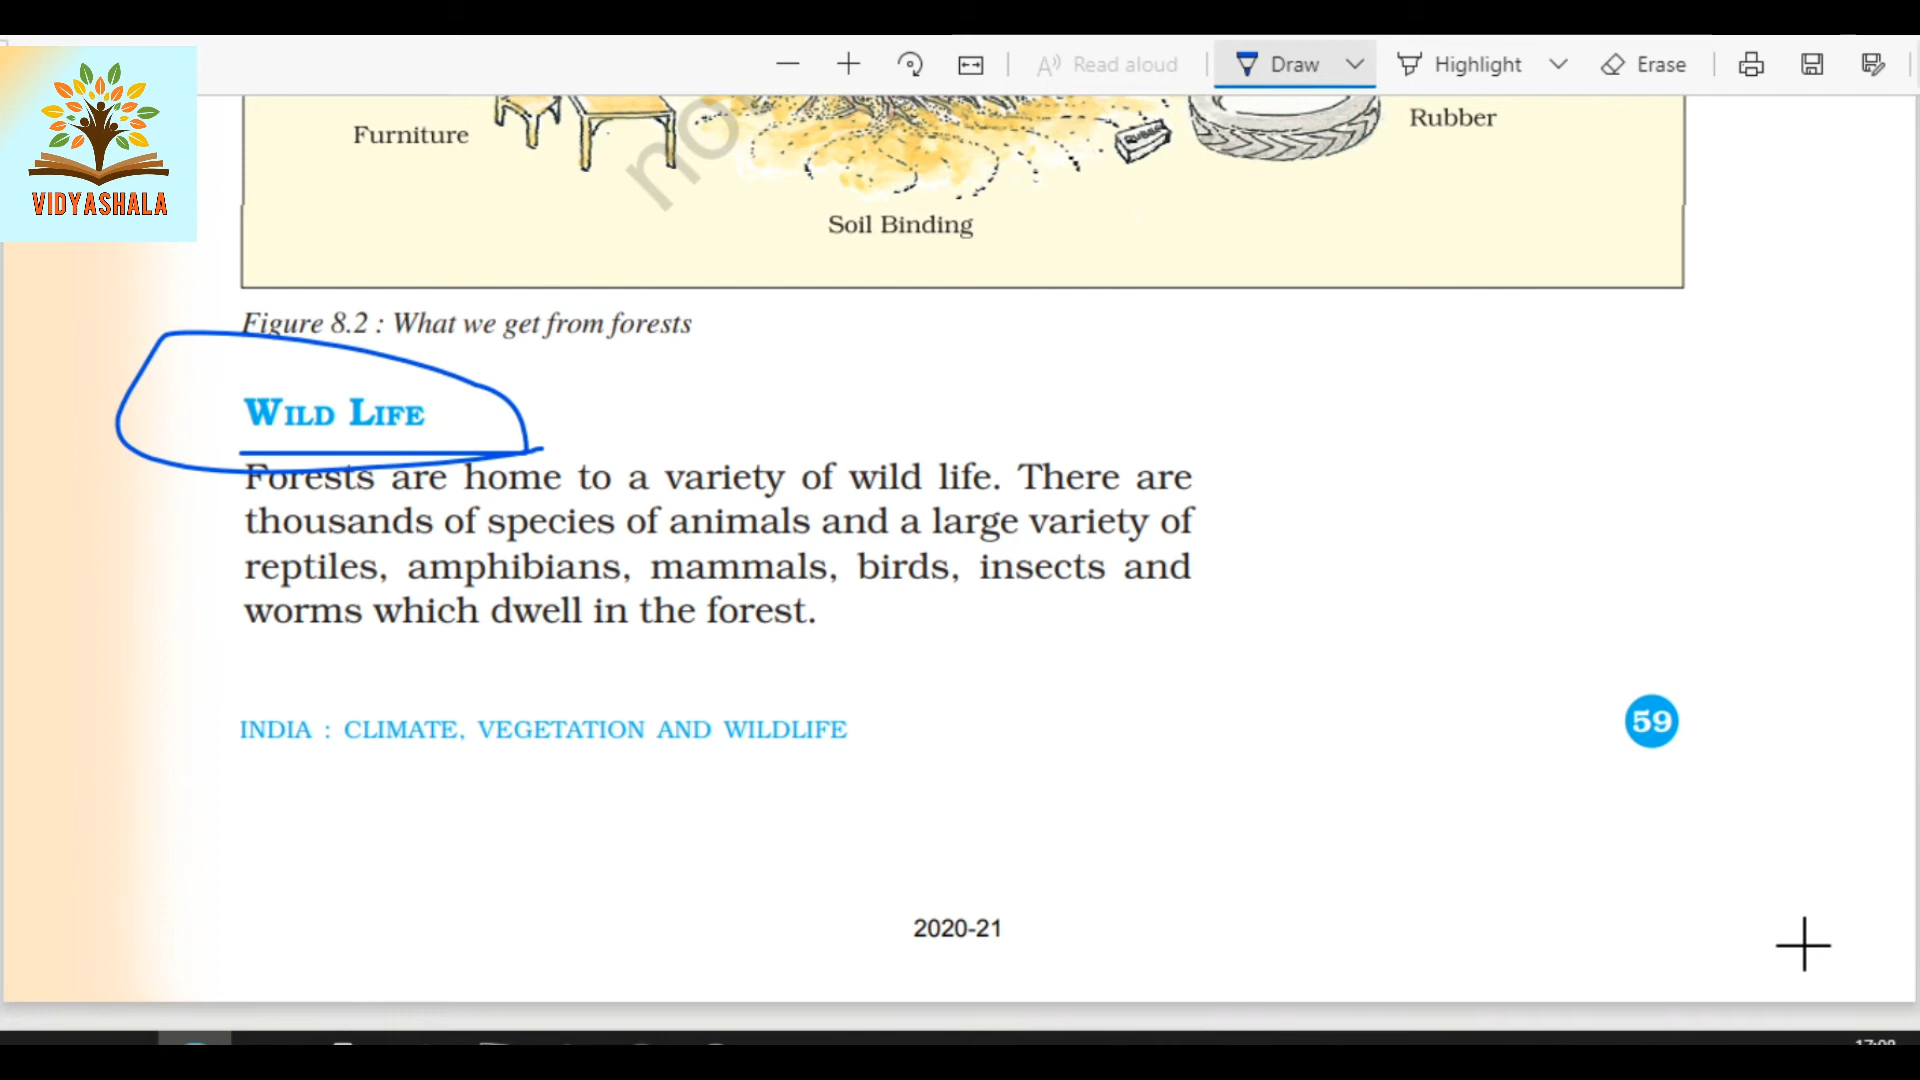 VIDYASHALA
Read aloud
Draw
Highlight
Erase
Furniture
no
RUBBER
Rubber
Soil Binding
Figure 8.2 : What we get from forests
WILD LIFE
Forests are home to a variety of wild life. There are
thousands of species of animals and a large variety of
reptiles, amphibians, mammals, birds, insects and
worms which dwell in the forest.
INDIA : CLIMATE, VEGETATION AND WILDLIFE
59
2020-21